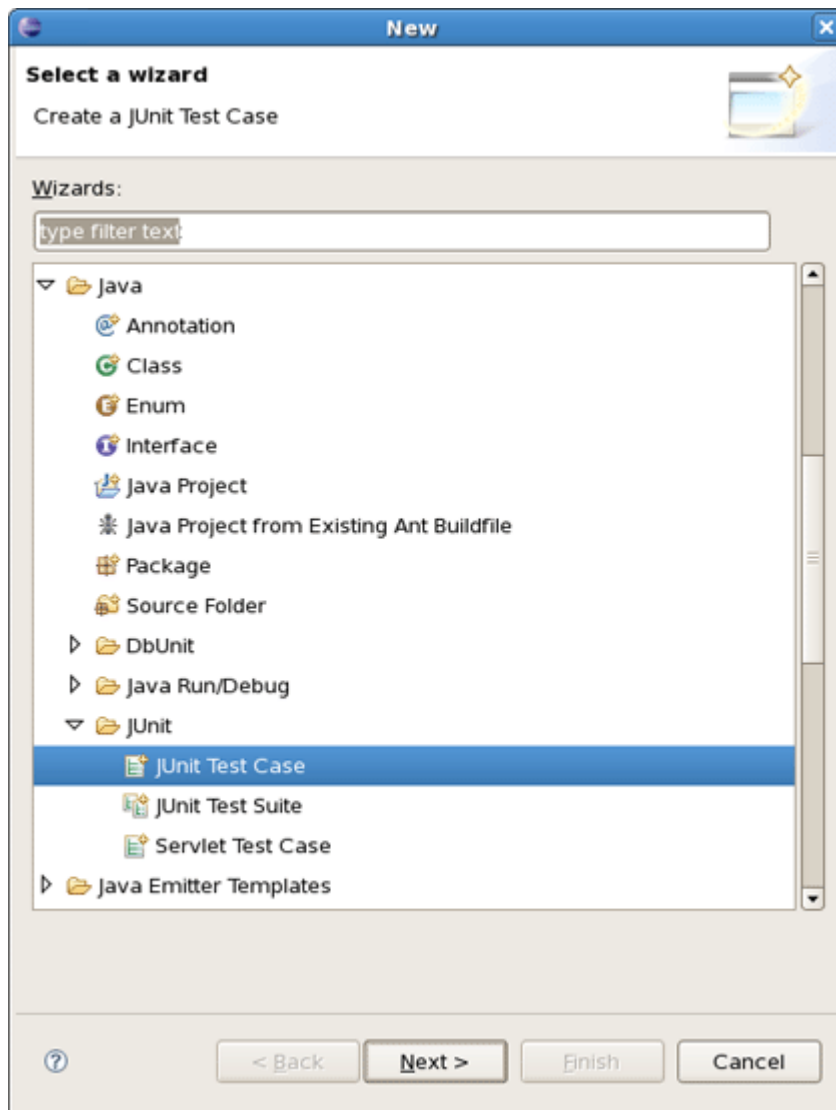 New
Select a wizard
Create a JUnit Test Case
Wizards:
type filter text
Java
Annotation
Class
Enum
Interface
Java Project
Java Project from Existing Ant Buildfile
Package
Source Folder
DbUnit
Java Run/Debug
JUnit
JUnit Test Case
JUnit Test Suite
Servlet Test Case
Java Emitter Templates
? < Back Next > Finish Cancel